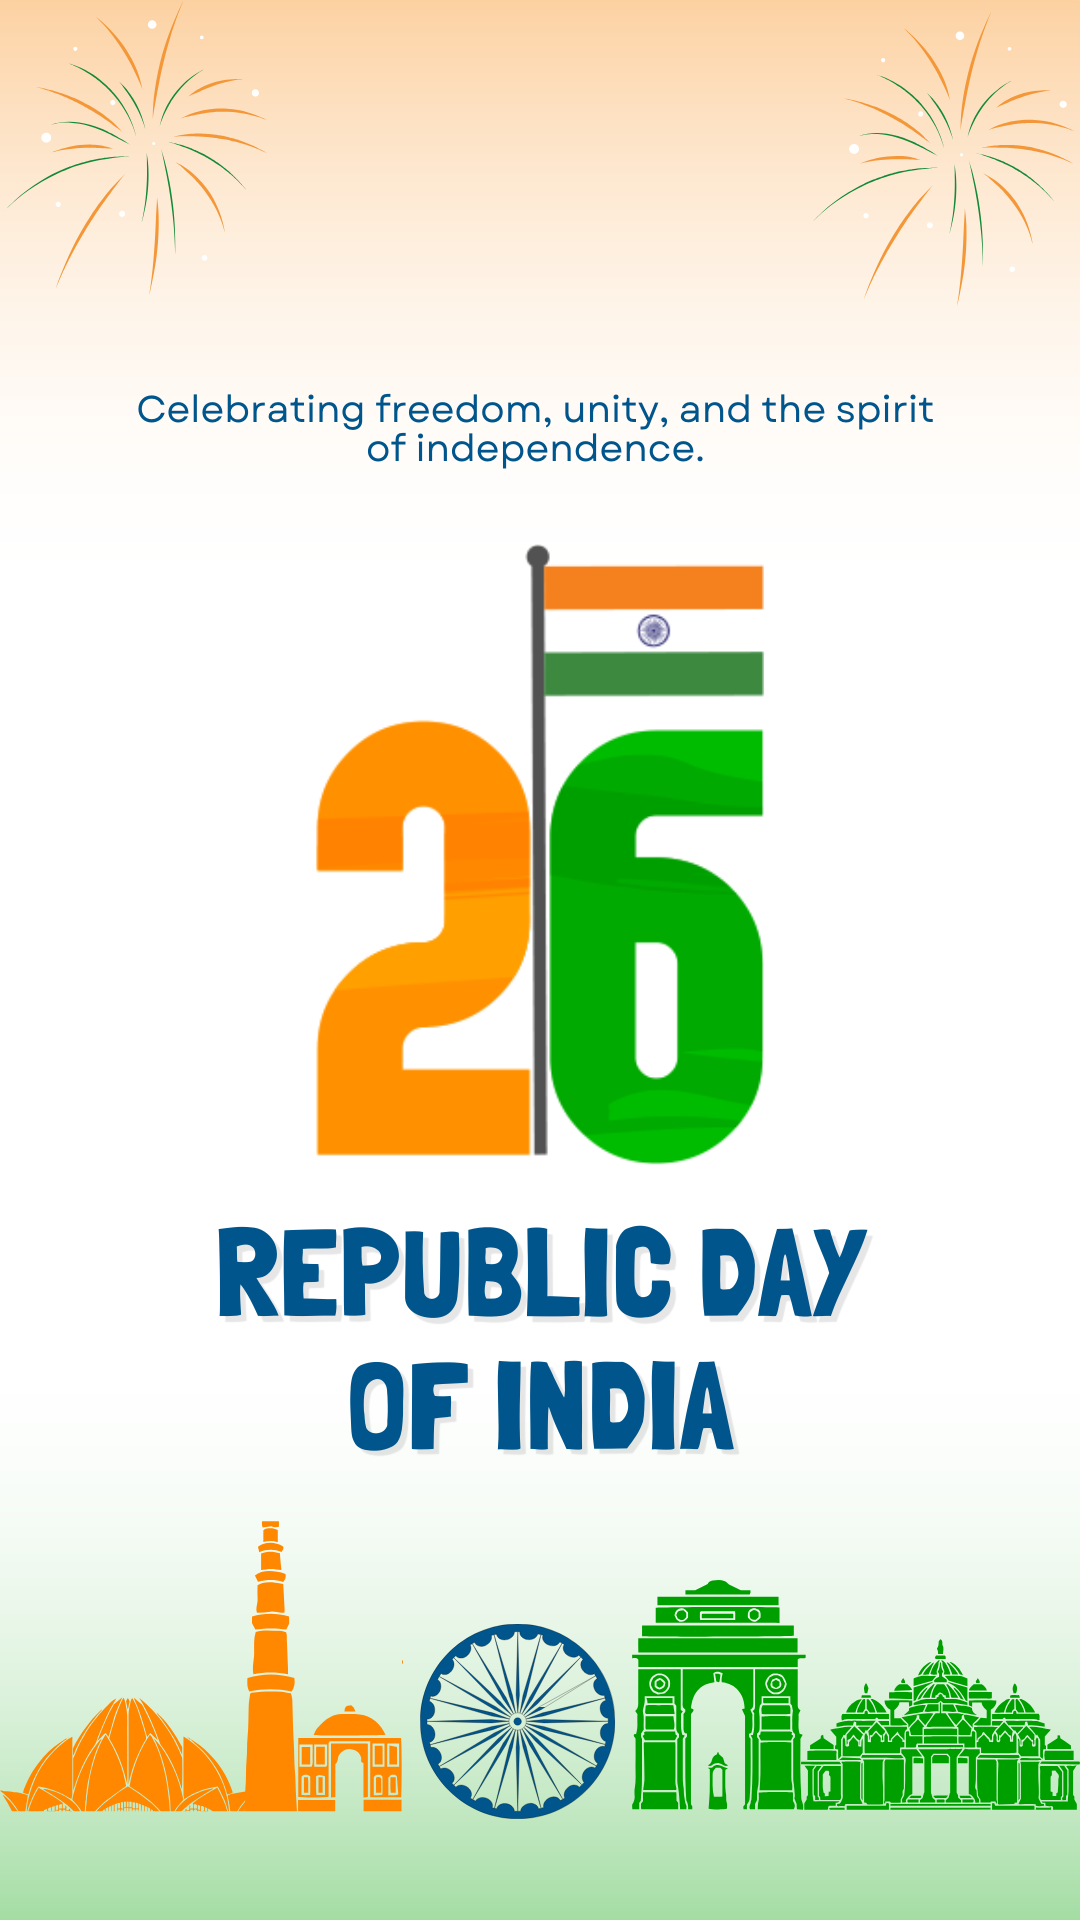 Celebrating freedom, unity, and the spirit
of independence.
26
REPUBLIC DAY
OF INDIA